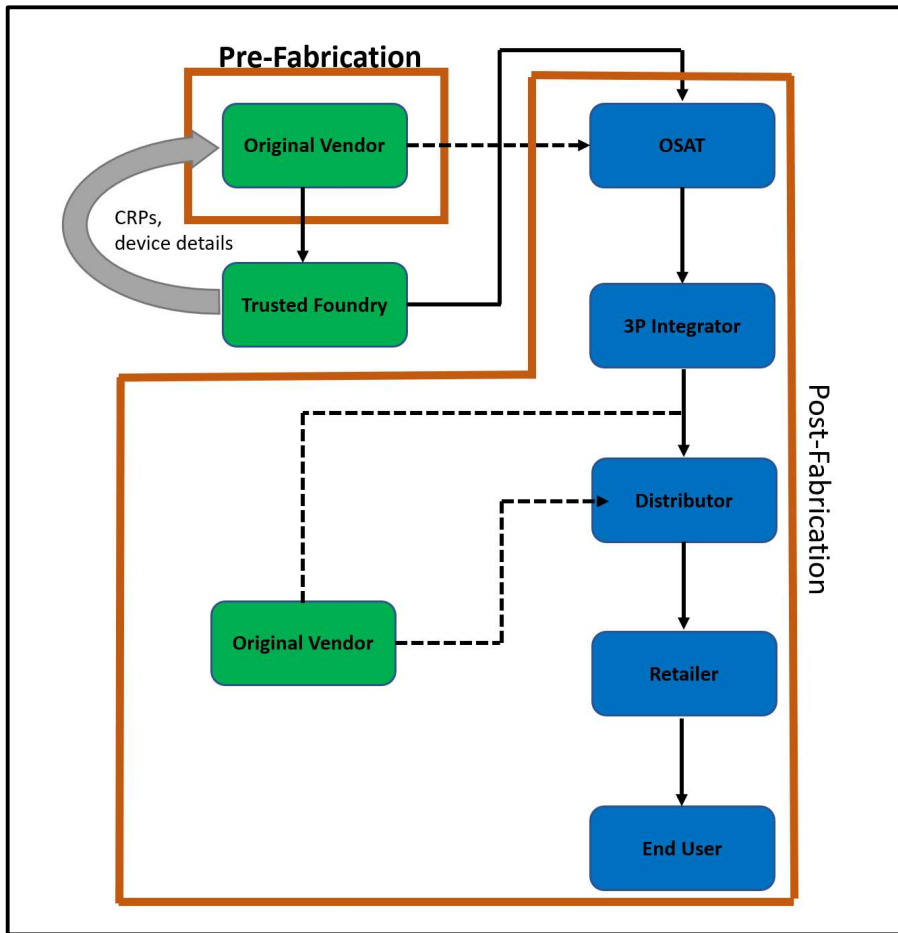 Pre-Fabrication
Original Vendor
OSAT
CRPs,
device details
Trusted Foundry
3P Integrator
Post-Fabrication
Distributor
Original Vendor
Retailer
End User